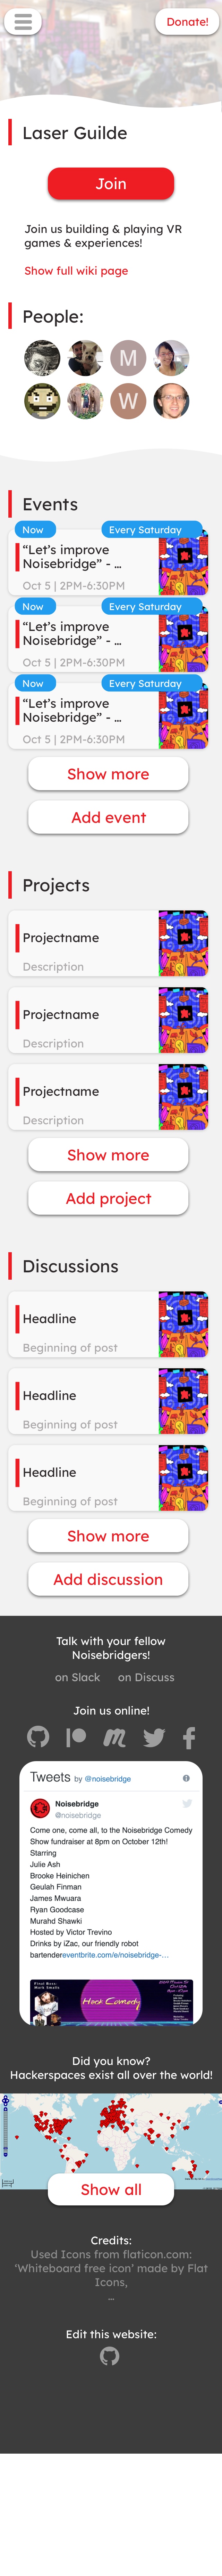 Donate!
Laser Guilde
Join
Join us building & playing VR
games & experiences!
Show full wiki page
People:
M
W
Events
Now
Every Saturday
“Let’s improve
Noisebridge” - ...
Oct 5 | 2PM-6:30PM
Now
Every Saturday
“Let’s improve
Noisebridge” - ...
Oct 5 | 2PM-6:30PM
Now
Every Saturday
“Let’s improve
Noisebridge” - ...
Oct 5 | 2PM-6:30PM
Show more
Add event
Projects
Projectname
Description
Projectname
Description
Projectname
Description
Show more
Add project
Discussions
Headline
Beginning of post
Headline
Beginning of post
Headline
Beginning of post
Show more
Add discussion
Talk with your fellow
Noisebridgers!
on Slack on Discuss
Join us online!
Tweets by @noisebridge
Noisebridge
@noisebridge
Come one, come all, to the Noisebridge Comedy
Show fundraiser at 8pm on October 12th!
Starring
Julie Ash
Brooke Heinichen
Geulah Finman
James Mwuara
Ryan Goodcase
Murahd Shawki
Hosted by Victor Trevino
Drinks by iZac, our friendly robot
bartendereventbrite.com/e/noisebridge-…
Hack Comedy
Did you know?
Hackerspaces exist all over the world!
Show all
Credits:
Used Icons from flaticon.com:
‘Whiteboard free icon’ made by Flat
Icons,
...
Edit this website: